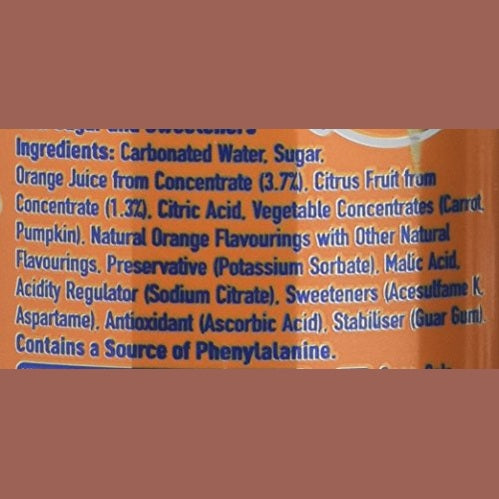 and Sweeteners
Ingredients: Carbonated Water, Sugar,
Orange Juice from Concentrate (3.7%), Citrus Fruit from
Concentrate (1.3%), Citric Acid, Vegetable Concentrates (Carrot,
Pumpkin), Natural Orange Flavourings with Other Natural
Flavourings, Preservative (Potassium Sorbate), Malic Acid,
Acidity Regulator (Sodium Citrate), Sweeteners (Acesulfame K,
Aspartame), Antioxidant (Ascorbic Acid), Stabiliser (Guar Gum).
Contains a Source of Phenylalanine.